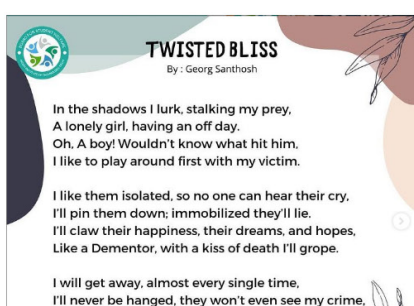 TWISTED BLISS
By : Georg Santhosh
In the shadows I lurk, stalking my prey,
A lonely girl, having an off day.
Oh, A boy! Wouldn't know what hit him,
I like to play around first with my victim.
I like them isolated, so no one can hear their cry,
I'll pin them down; immobilized they'll lie.
I'll claw their happiness, their dreams, and hopes,
Like a Dementor, with a kiss of death I'll grope.
I will get away, almost every single time,
I'll never be hanged, they won't even see my crime,